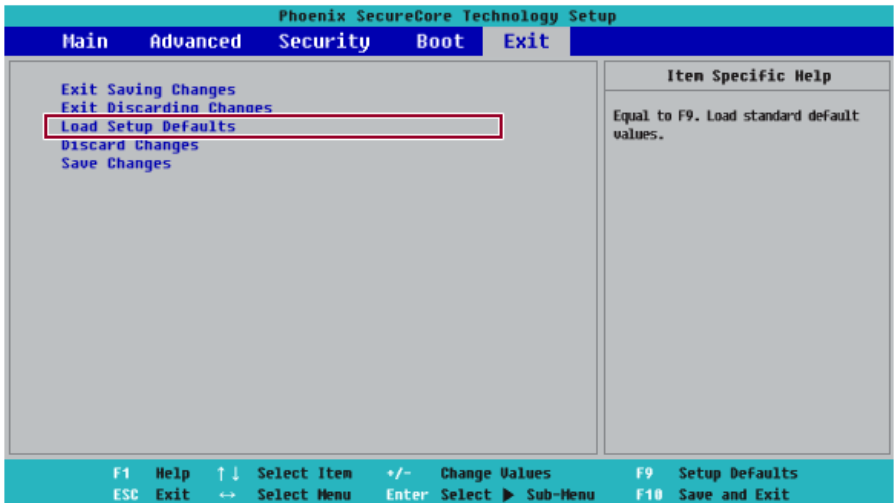 Phoenix SecureCore Technology Setup
Main Advanced Security Boot Exit
Exit Saving Changes
Exit Discarding Changes
Load Setup Defaults
Discard Changes
Save Changes
Item Specific Help
Equal to F9. Load standard default
values.
F1 Help ↑↓ Select Item +/- Change Values F9 Setup Defaults
ESC Exit ↔ Select Menu Enter Select ▶ Sub-Menu F10 Save and Exit